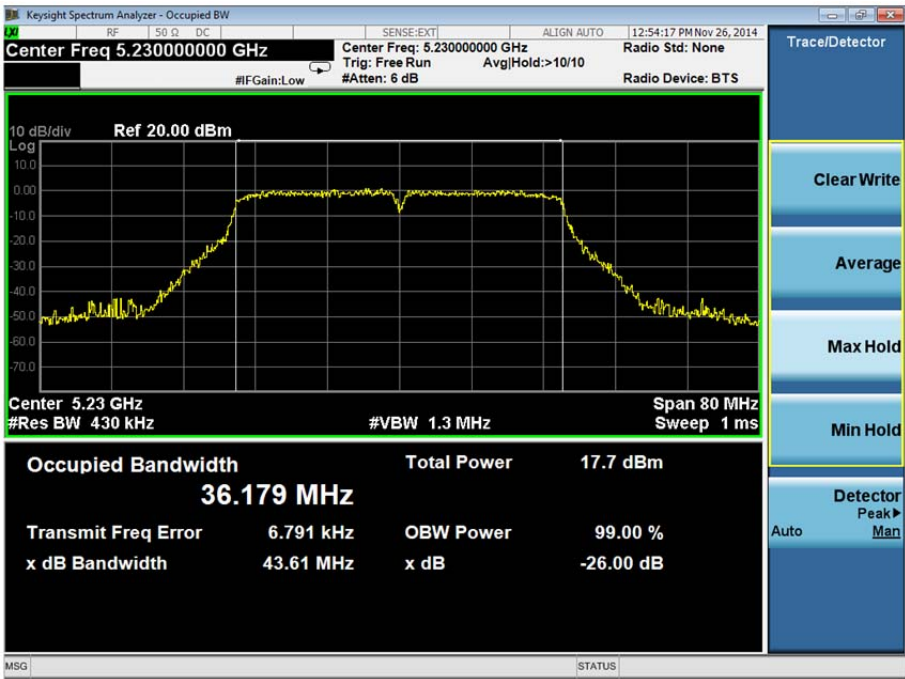 Keysight Spectrum Analyzer - Occupied BW
LXI RF 50 Ω DC SENSE:EXT ALIGN AUTO 12:54:17 PM Nov 26, 2014
Center Freq 5.230000000 GHz
Center Freq: 5.230000000 GHz Radio Std: None
Trig: Free Run Avg|Hold:>10/10
#IFGain:Low #Atten: 6 dB Radio Device: BTS
10 dB/div Ref 20.00 dBm
Log
10.0
0.00
-10.0
-20.0
-30.0
-40.0
-50.0
-60.0
-70.0
Center 5.23 GHz Span 80 MHz
#Res BW 430 kHz #VBW 1.3 MHz Sweep 1 ms
Occupied Bandwidth Total Power 17.7 dBm
36.179 MHz
Transmit Freq Error 6.791 kHz OBW Power 99.00 %
x dB Bandwidth 43.61 MHz x dB -26.00 dB
MSG STATUS
Trace/Detector
Clear Write
Average
Max Hold
Min Hold
Detector
Peak▶
Auto Man